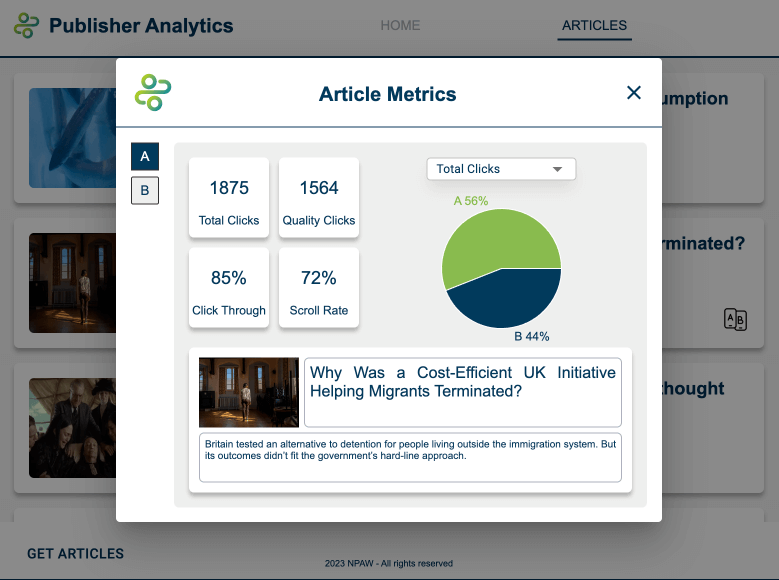 Publisher Analytics
HOME
ARTICLES
Article Metrics
umption
A
B
1875
Total Clicks
1564
Quality Clicks
85%
Click Through
72%
Scroll Rate
Total Clicks
A 56%
B 44%
rminated?
A B
thought
Why Was a Cost-Efficient UK Initiative
Helping Migrants Terminated?
Britain tested an alternative to detention for people living outside the immigration system. But
its outcomes didn't fit the government's hard-line approach.
GET ARTICLES
2023 NPAW - All rights reserved